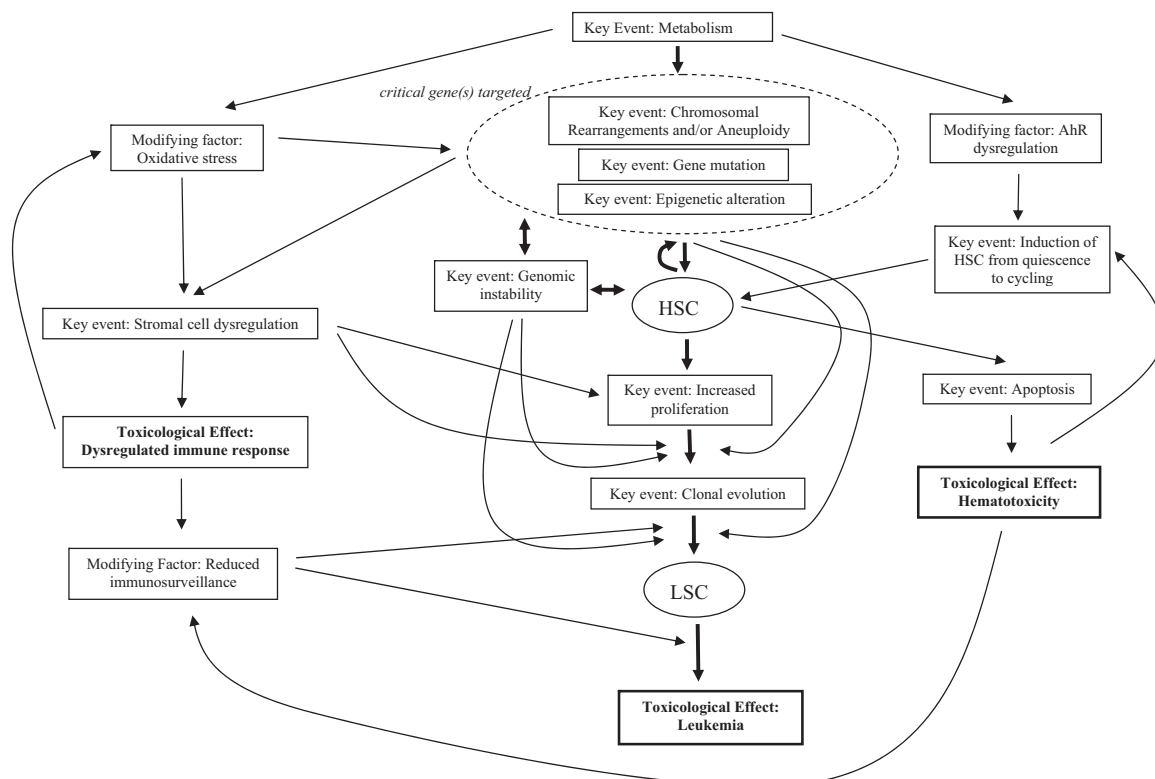 Key Event: Metabolism
critical gene(s) targeted
Key event: Chromosomal
Rearrangements and/or Aneuploidy
Key event: Gene mutation
Key event: Epigenetic alteration
Modifying factor:
Oxidative stress
Modifying factor: AhR
dysregulation
Key event: Genomic
instability
HSC
Key event: Induction of
HSC from quiescence
to cycling
Key event: Stromal cell dysregulation
Key event: Increased
proliferation
Key event: Apoptosis
Toxicological Effect:
Dysregulated immune response
Key event: Clonal evolution
Toxicological Effect:
Hematotoxicity
Modifying Factor: Reduced
immunosurveillance
LSC
Toxicological Effect:
Leukemia